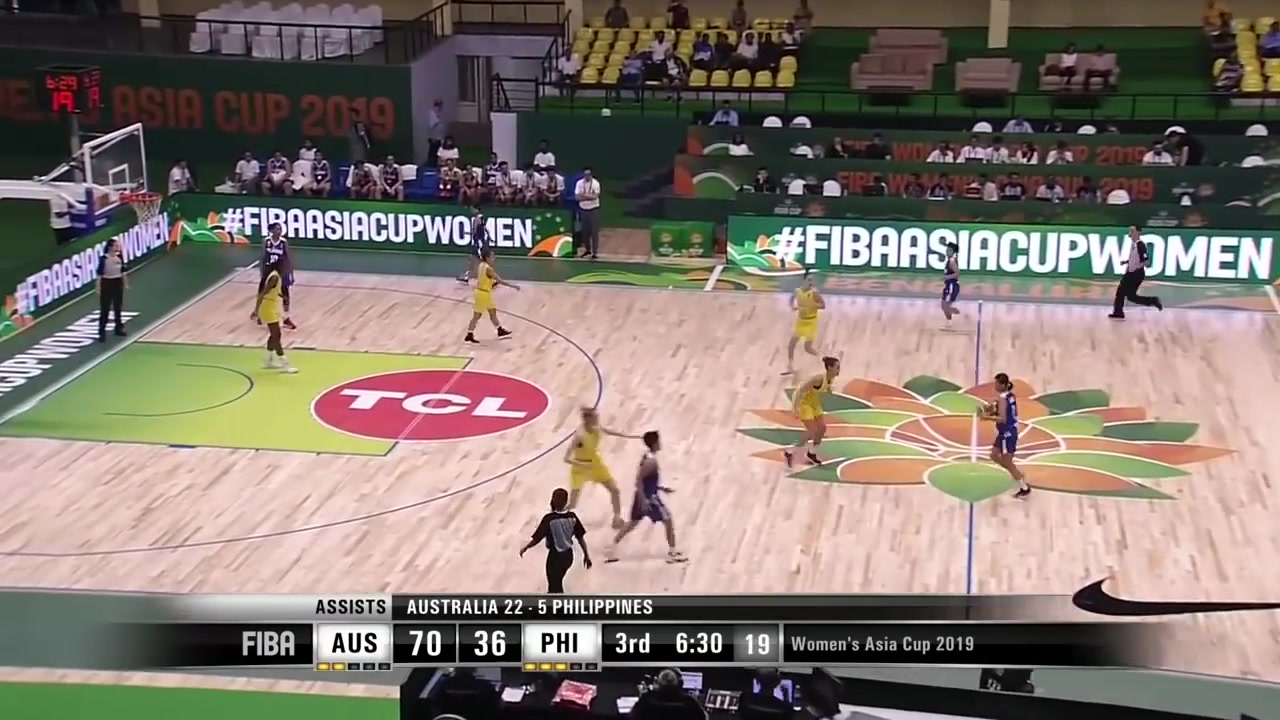 6:29
19
ASIA CUP 2019
#FIBAASIACUPWOMEN
#FIBAASIACUPWOMEN
#FIBAASIACUPWOMEN
TCL
ASSISTS AUSTRALIA 22 - 5 PHILIPPINES
FIBA AUS 70 36 PHI 3rd 6:30 19 Women's Asia Cup 2019